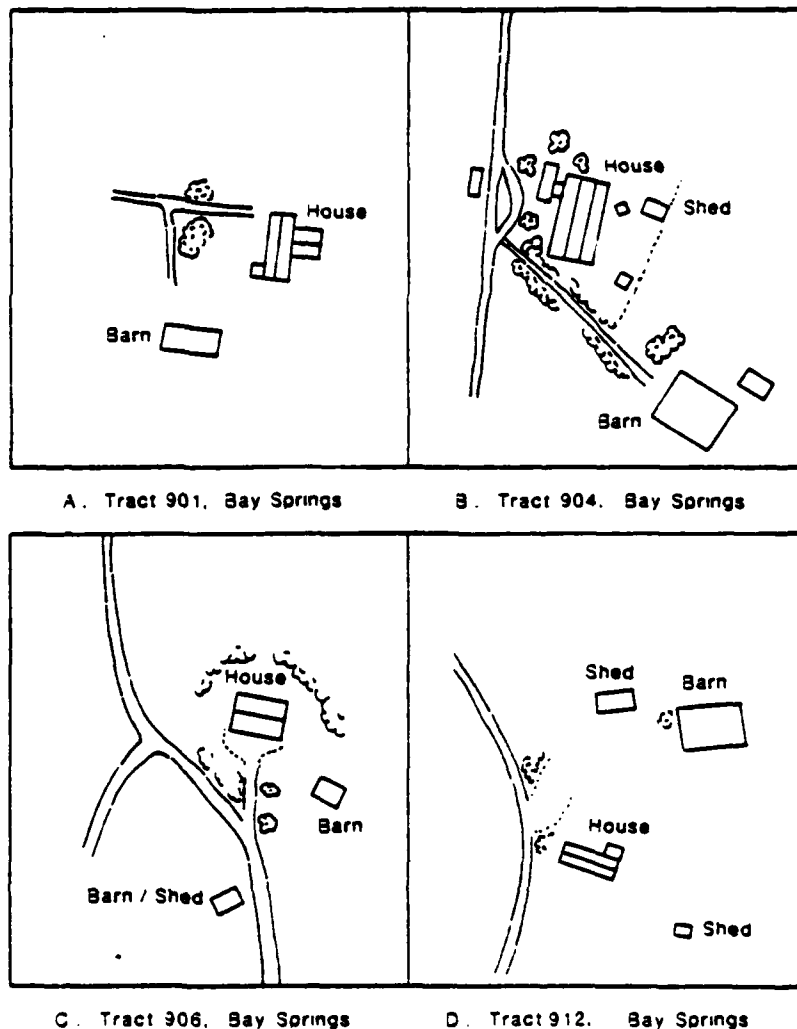 House
Barn
House
Shed
Barn
A. Tract 901, Bay Springs
B. Tract 904. Bay Springs
House
Barn
Barn / Shed
Shed
Barn
House
Shed
C. Tract 906, Bay Springs
D. Tract 912. Bay Springs